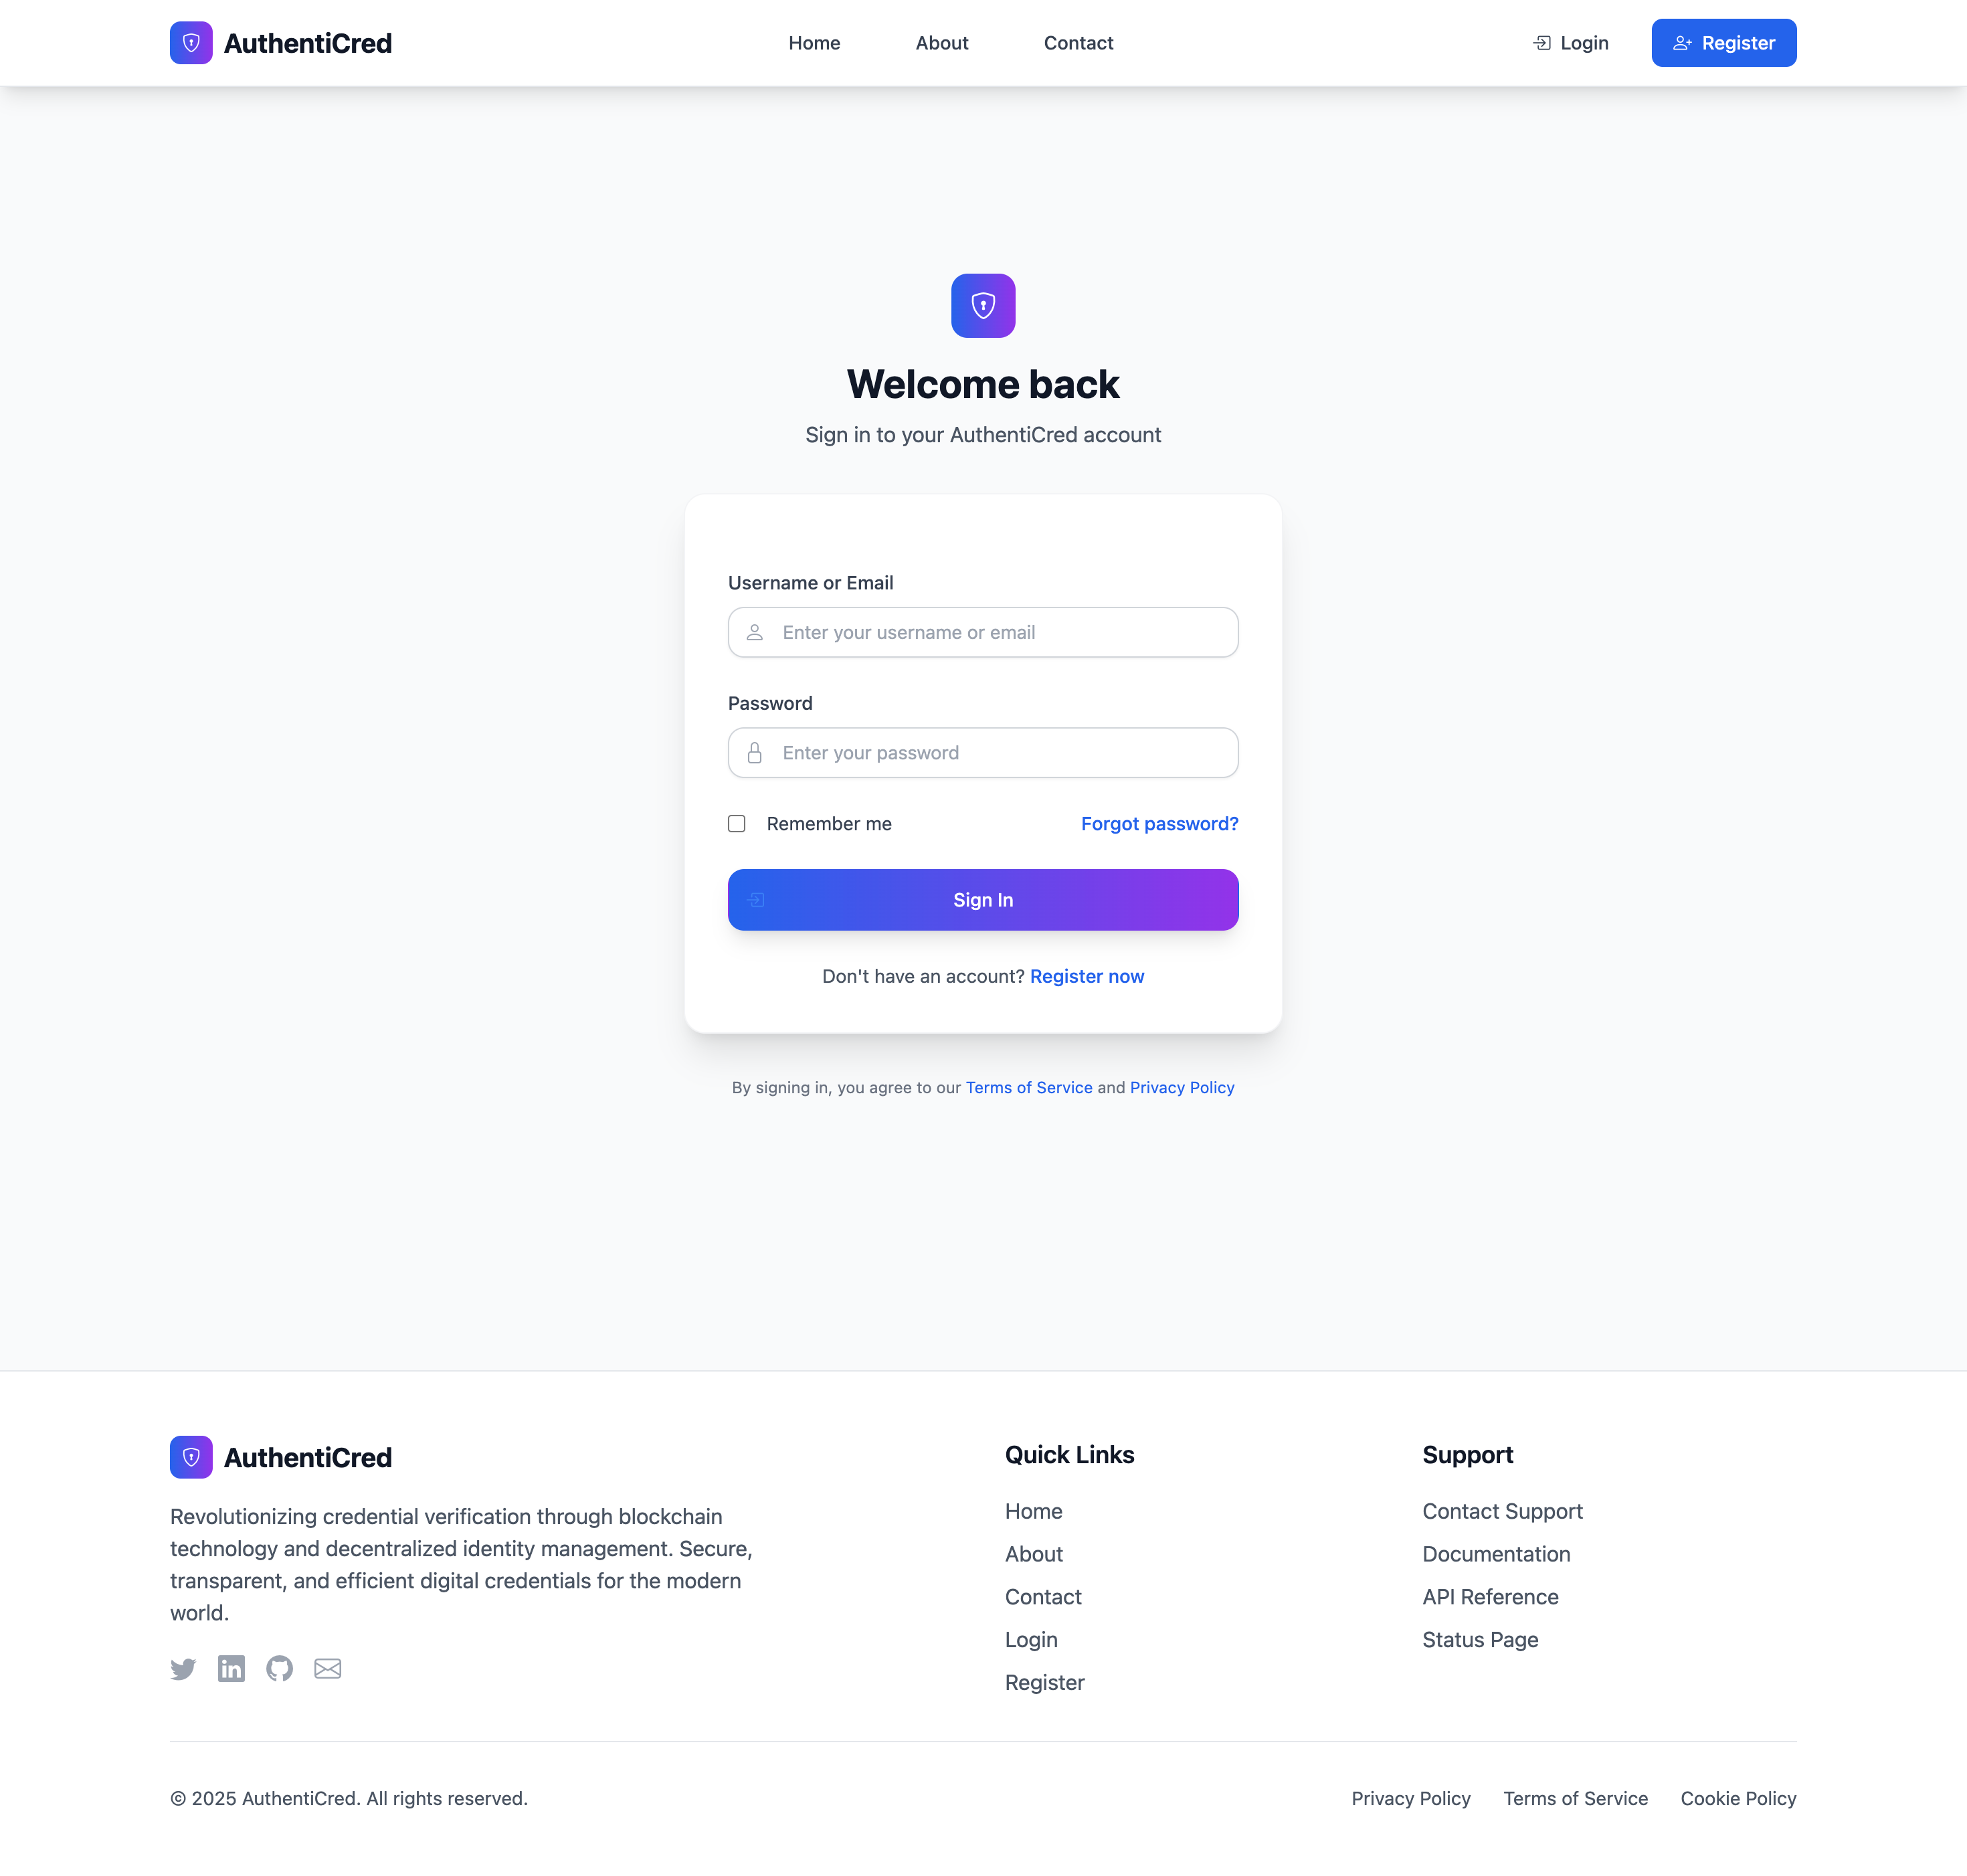 AuthentiCred
Home
About
Contact
Login
Register
Welcome back
Sign in to your AuthentiCred account
Username or Email
Enter your username or email
Password
Enter your password
Remember me
Forgot password?
Sign In
Don't have an account? Register now
By signing in, you agree to our Terms of Service and Privacy Policy
AuthentiCred
Revolutionizing credential verification through blockchain
technology and decentralized identity management. Secure,
transparent, and efficient digital credentials for the modern
world.
Quick Links
Home
About
Contact
Login
Register
Support
Contact Support
Documentation
API Reference
Status Page
© 2025 AuthentiCred. All rights reserved.
Privacy Policy
Terms of Service
Cookie Policy